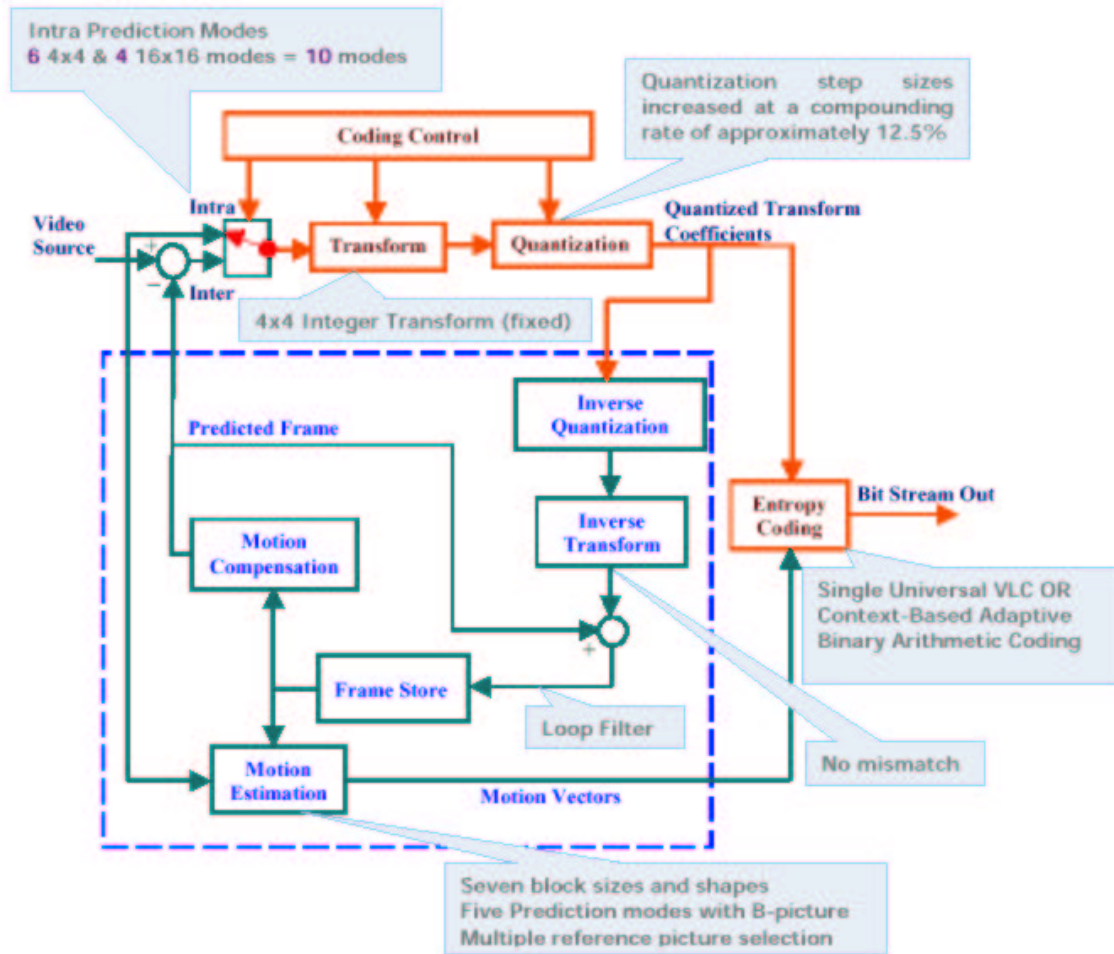 Intra Prediction Modes
6 4x4 & 4 16x16 modes = 10 modes
Quantization step sizes
increased at a compounding
rate of approximately 12.5%
Coding Control
Video
Source
Intra
+
−
Inter
Transform
Quantization
Quantized Transform
Coefficients
4x4 Integer Transform (fixed)
Predicted Frame
Inverse
Quantization
Inverse
Transform
Entropy
Coding
Bit Stream Out
Motion
Compensation
Single Universal VLC OR
Context-Based Adaptive
Binary Arithmetic Coding
+
Frame Store
Loop Filter
No mismatch
Motion
Estimation
Motion Vectors
Seven block sizes and shapes
Five Prediction modes with B-picture
Multiple reference picture selection